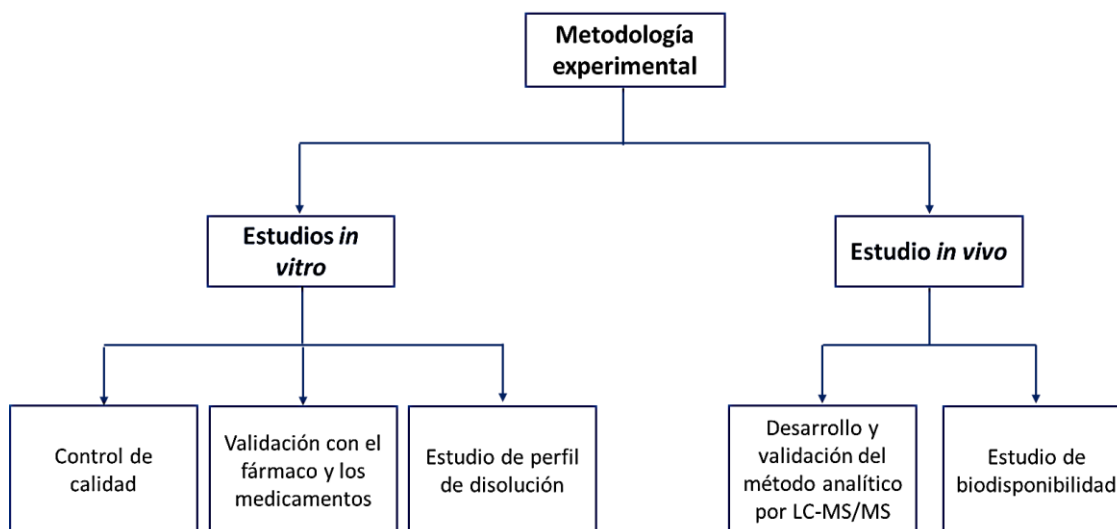 Metodología
experimental
Estudios in
vitro
Estudio in vivo
Control de
calidad
Validación con el
fármaco y los
medicamentos
Estudio de perfil
de disolución
Desarrollo y
validación del
método analítico
por LC-MS/MS
Estudio de
biodisponibilidad